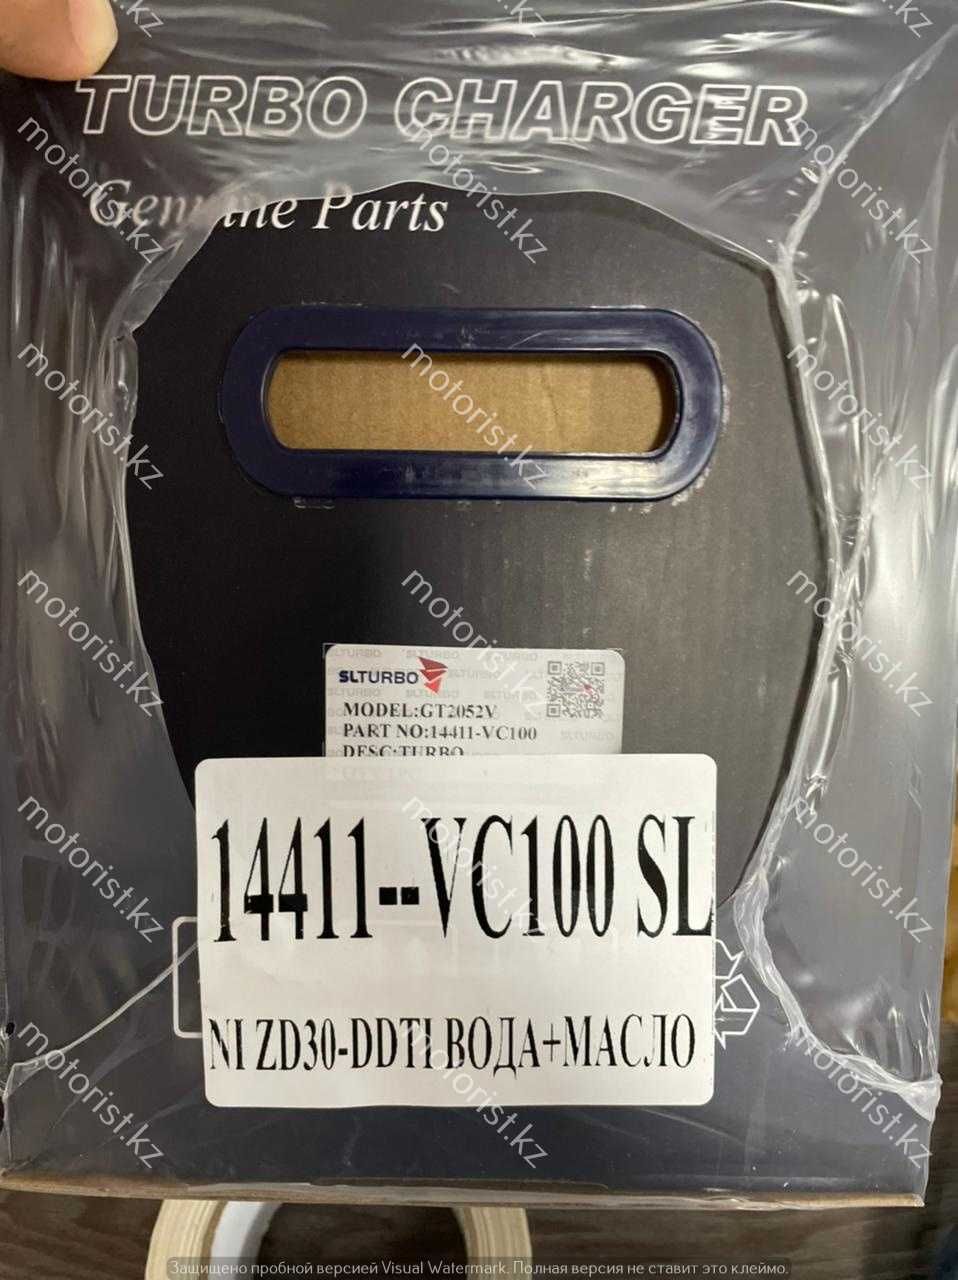 TURBO CHARGER
Genuine Parts
SLTURBO
MODEL:GT2052V
PART NO:14411-VC100
DESC:TURBO
14411--VC100 SL
NI ZD30-DDTI ВОДА+МАСЛО
motorist.kz
Защищено пробной версией Visual Watermark. Полная версия не ставит это клеймо.